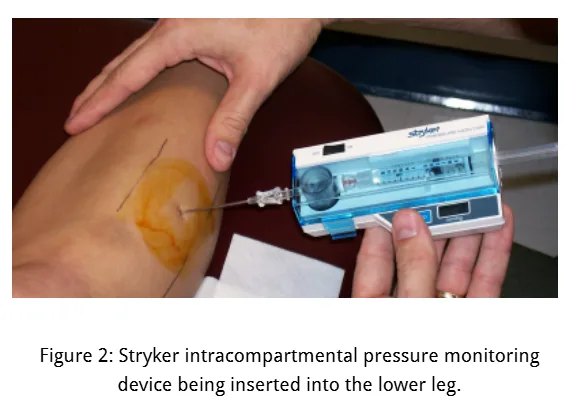 stryker
Figure 2: Stryker intracompartmental pressure monitoring
device being inserted into the lower leg.